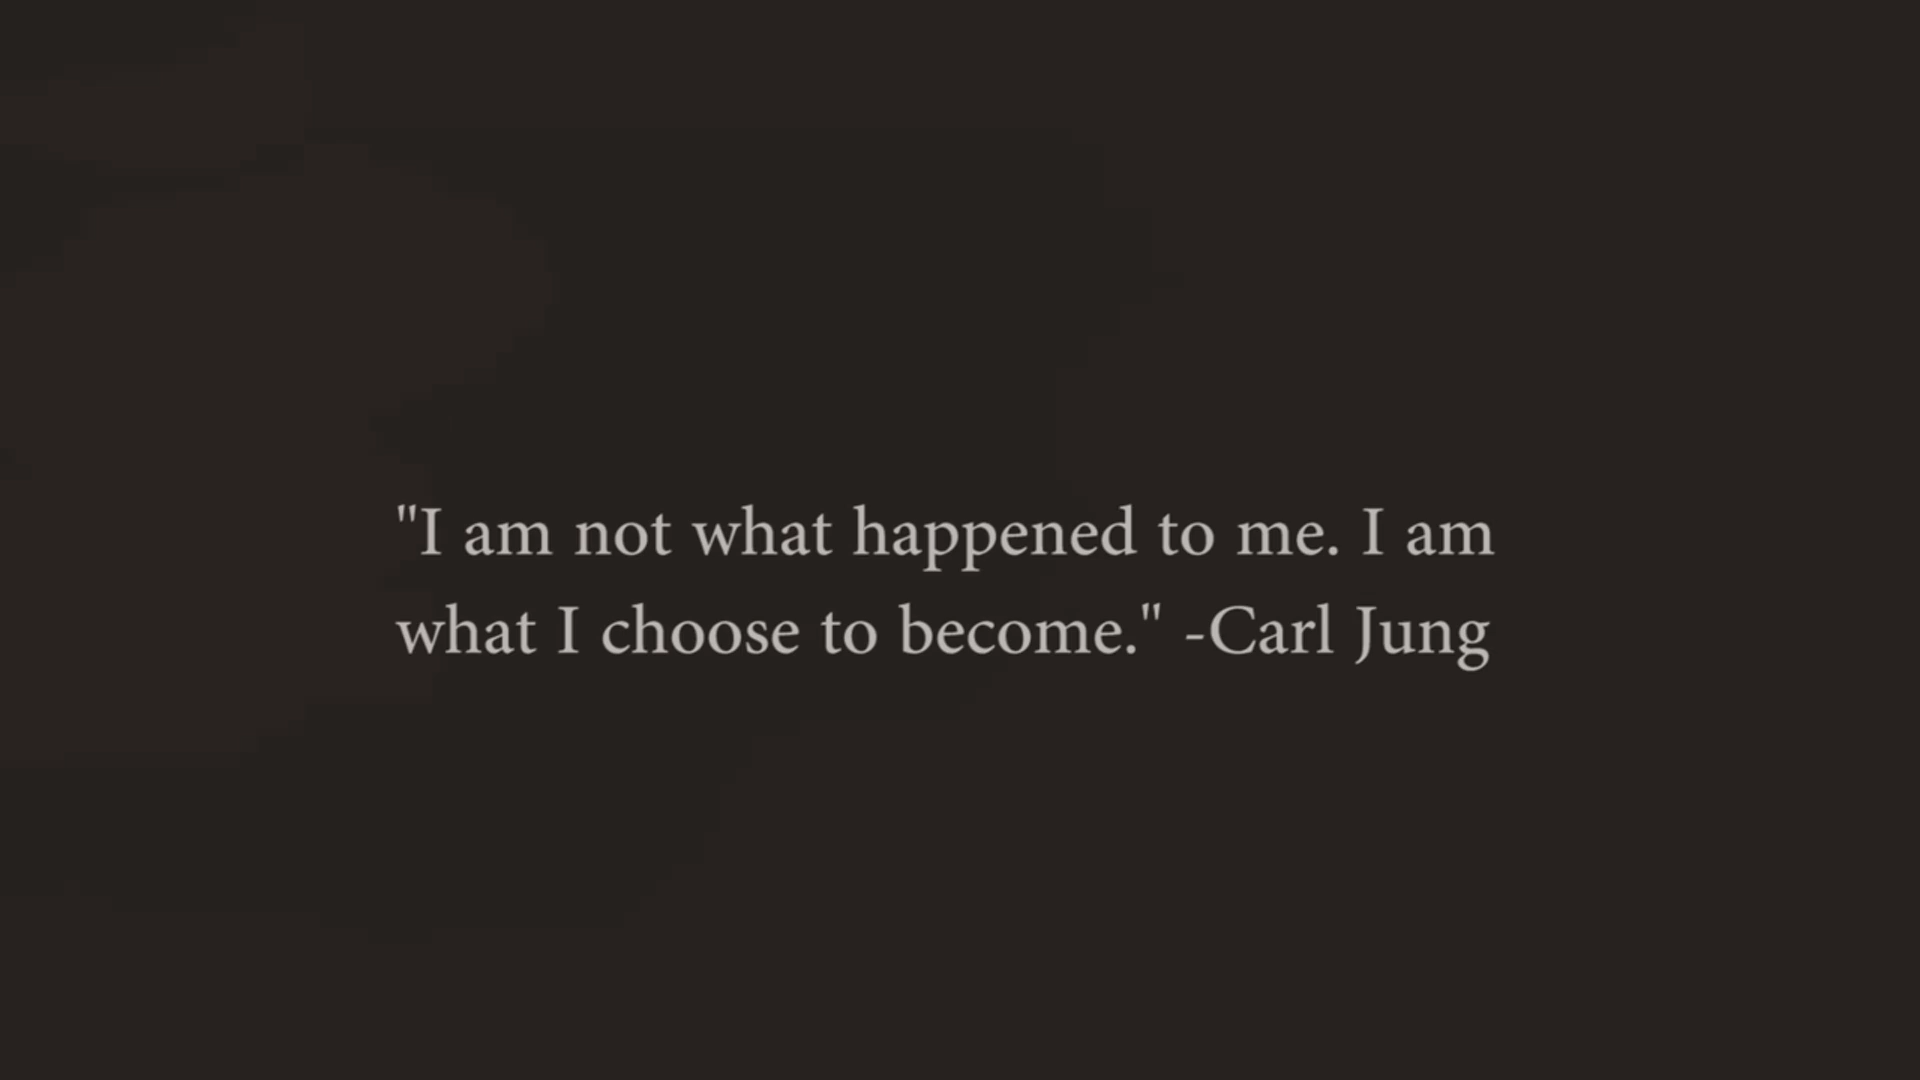 "I am not what happened to me. I am
what I choose to become." -Carl Jung